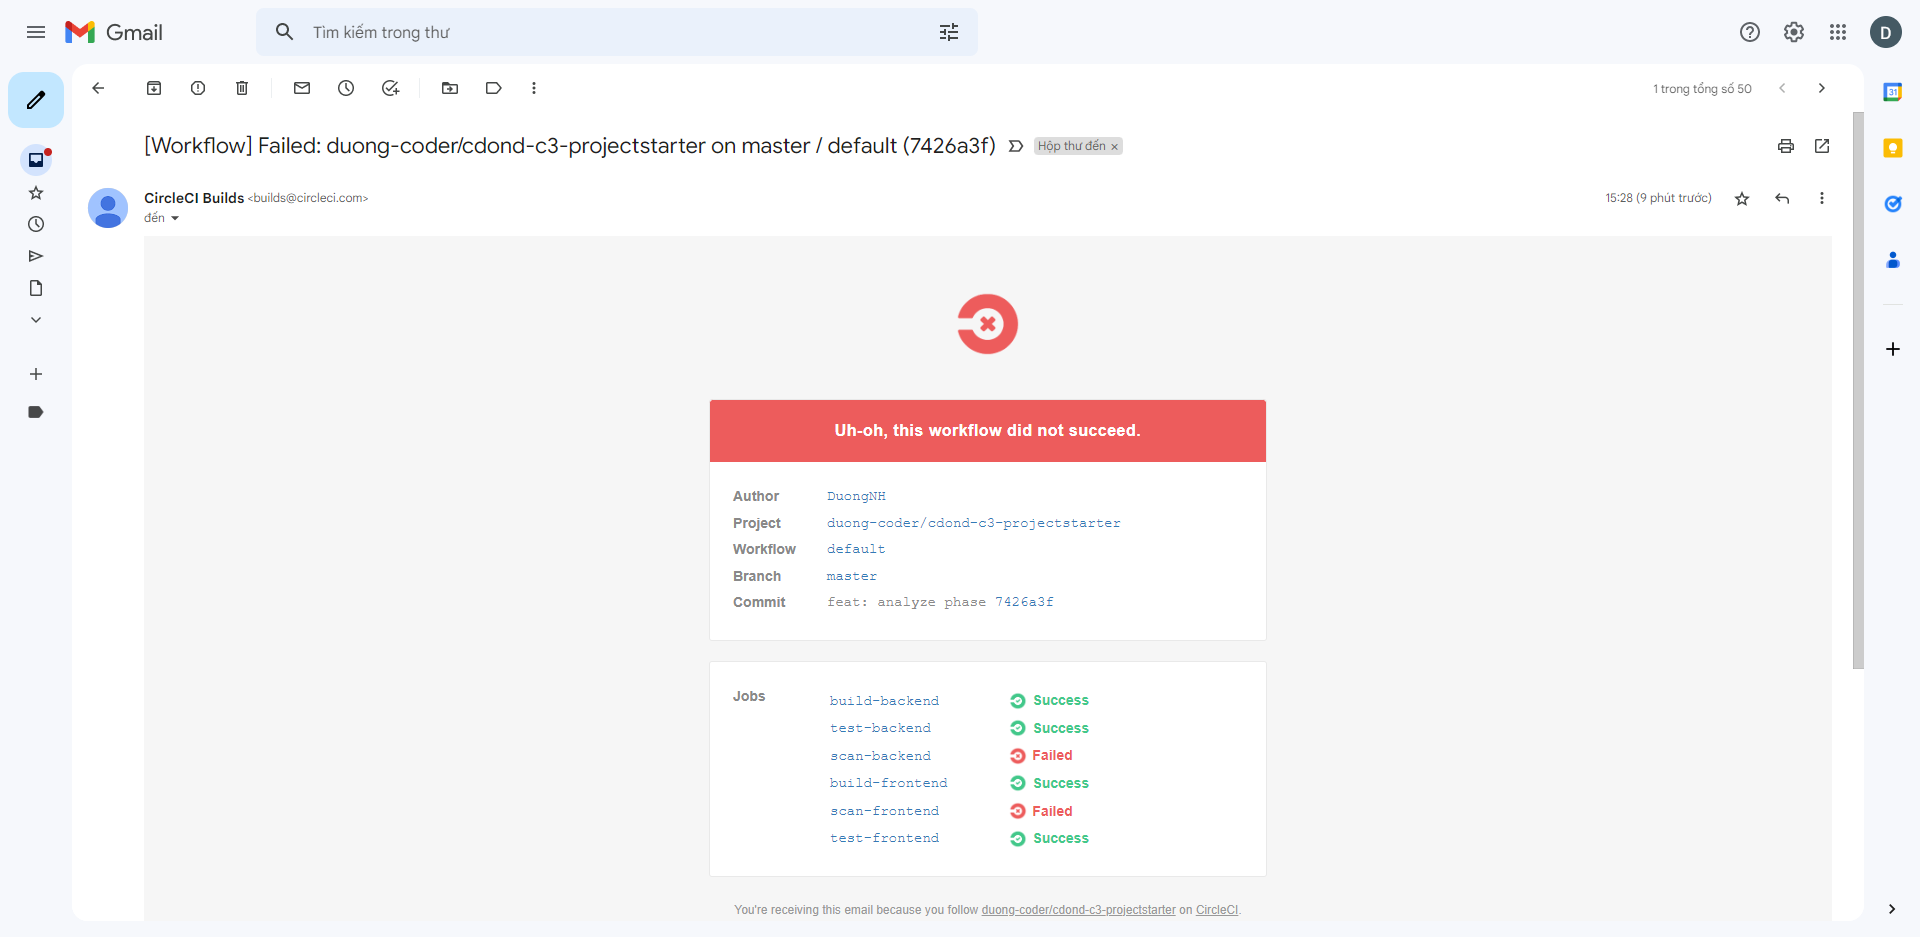 Gmail
Tìm kiếm trong thư
D
1 trong tổng số 50
31
[Workflow] Failed: duong-coder/cdond-c3-projectstarter on master / default (7426a3f) Hộp thư đến ×
CircleCI Builds <builds@circleci.com> 15:28 (9 phút trước)
đến
Uh-oh, this workflow did not succeed.
Author DuongNH
Project duong-coder/cdond-c3-projectstarter
Workflow default
Branch master
Commit feat: analyze phase 7426a3f
Jobs
build-backend Success
test-backend Success
scan-backend Failed
build-frontend Success
scan-frontend Failed
test-frontend Success
You're receiving this email because you follow duong-coder/cdond-c3-projectstarter on CircleCI.